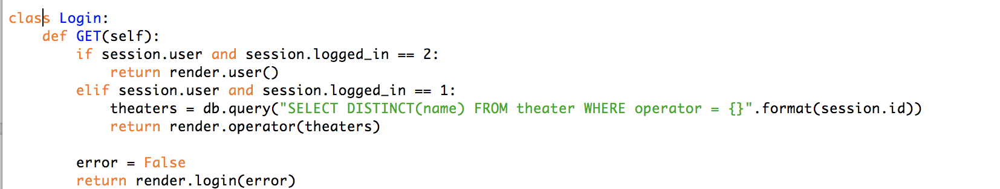 class Login:
    def GET(self):
        if session.user and session.logged_in == 2:
            return render.user()
        elif session.user and session.logged_in == 1:
            theaters = db.query("SELECT DISTINCT(name) FROM theater WHERE operator = {}".format(session.id))
            return render.operator(theaters)

        error = False
        return render.login(error)